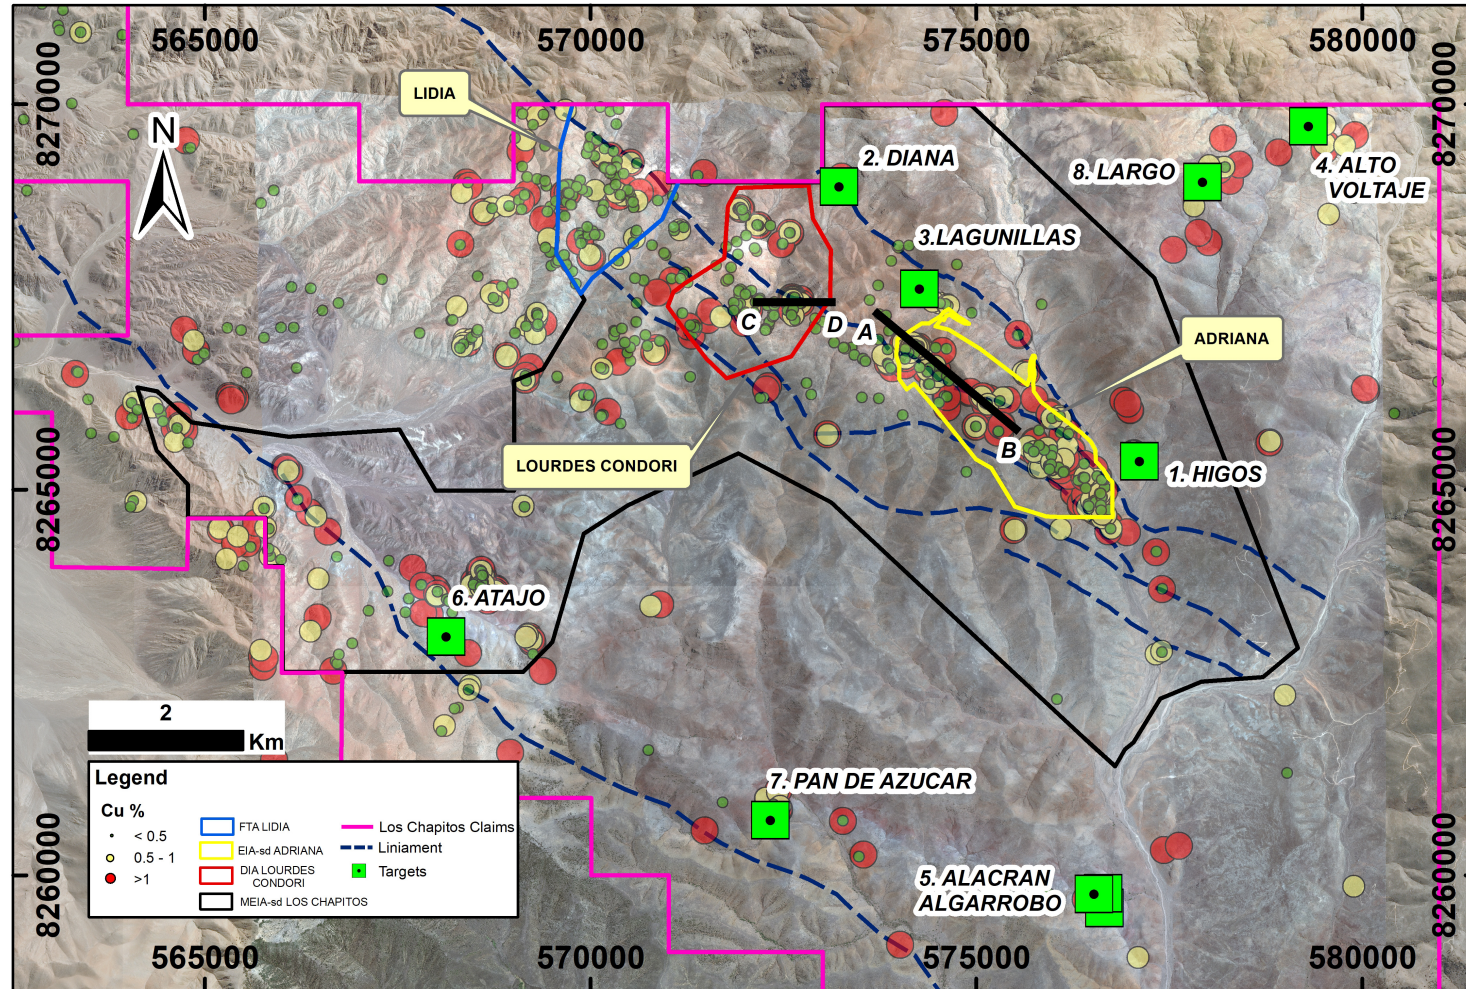 565000
570000
575000
580000
8270000
8270000
N
LIDIA
2. DIANA
8. LARGO
4. ALTO
VOLTAJE
3.LAGUNILLAS
C
D
A
ADRIANA
B
LOURDES CONDORI
1. HIGOS
8265000
8265000
6. ATAJO
2
Km
7. PAN DE AZUCAR
5. ALACRAN
ALGARROBO
8260000
8260000
Legend
Cu %
< 0.5
0.5 - 1
>1
FTA LIDIA
EIA-sd ADRIANA
DIA LOURDES
CONDORI
MEIA-sd LOS CHAPITOS
Los Chapitos Claims
Liniament
Targets
565000
570000
575000
580000